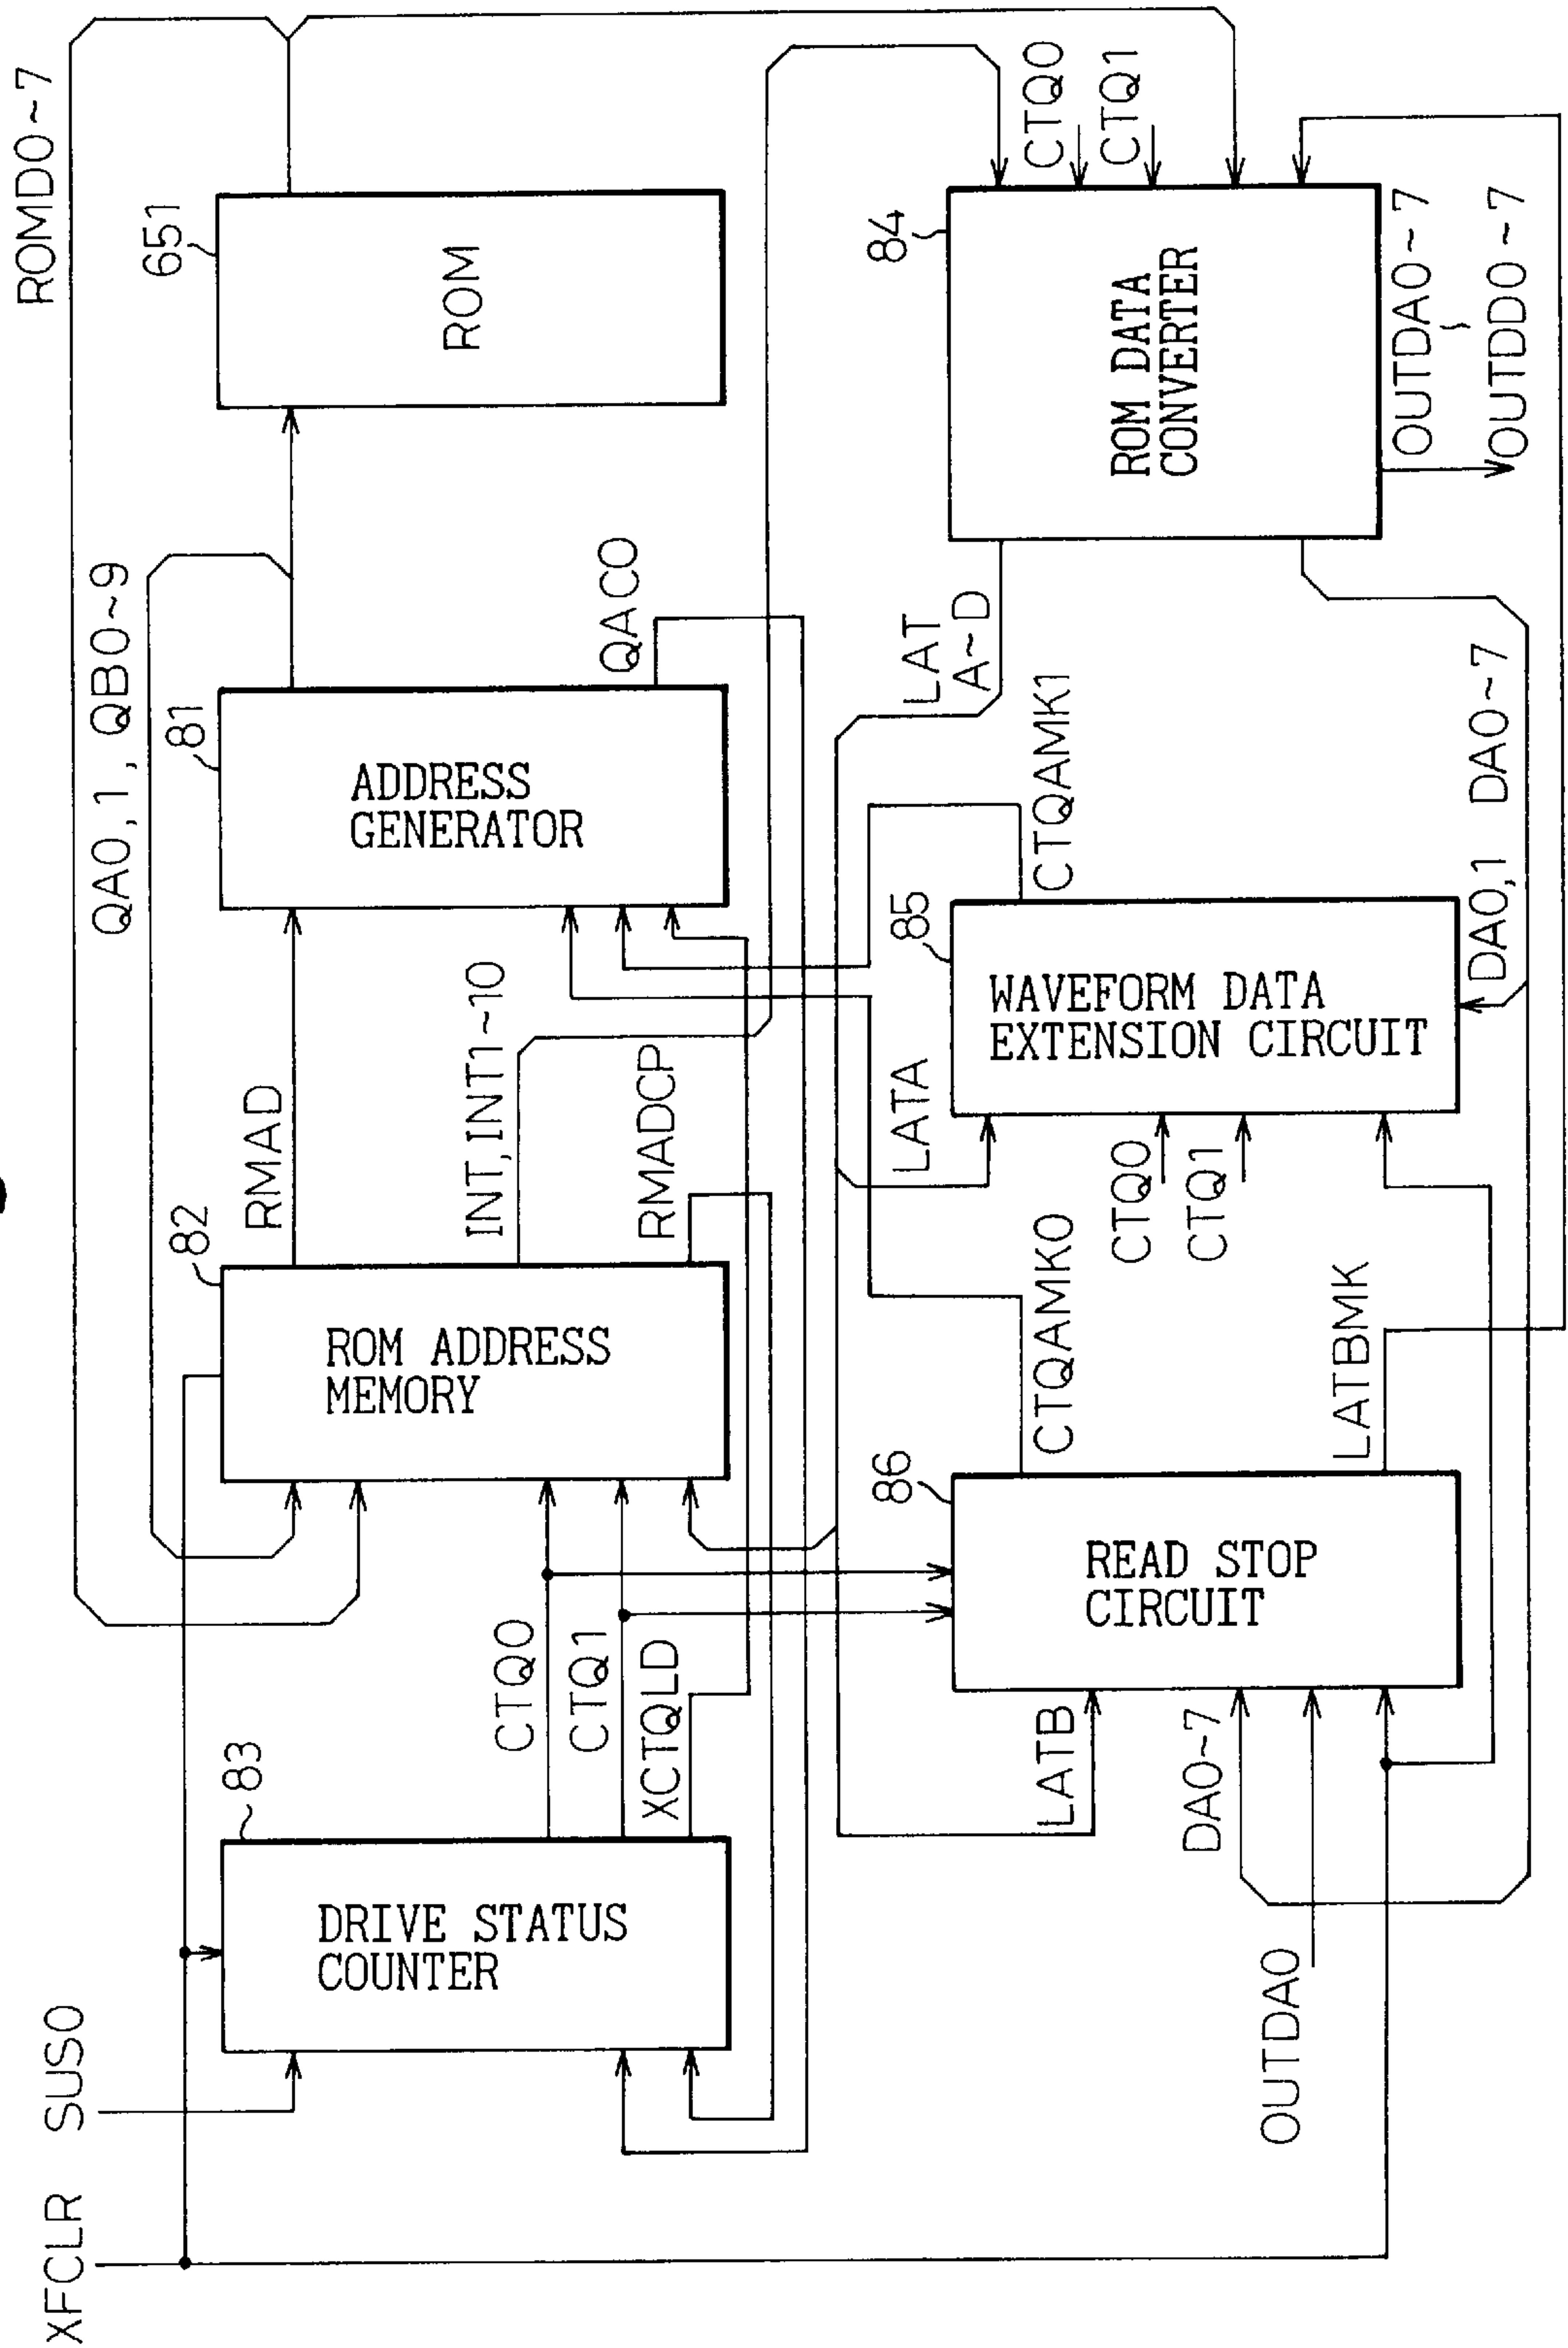 XFCLR
SUS0
83
DRIVE STATUS
COUNTER
CTQ0
CTQ1
XCTQLD
82
ROM ADDRESS
MEMORY
RMAD
INT,INT1~10
RMADCP
QA0,1,QB0~9
81
ADDRESS
GENERATOR
QACO
ROMD0~7
651
ROM
OUTDA0
LATB
DA0~7
86
READ STOP
CIRCUIT
CTQAMK0
LATBMK
LATA
CTQ0
CTQ1
85
WAVEFORM DATA
EXTENSION CIRCUIT
CTQAMK1
DA0,1 DA0~7
LAT
A~D
84
ROM DATA
CONVERTER
CTQ0
CTQ1
OUTDA0~7
~
OUTDD0~7